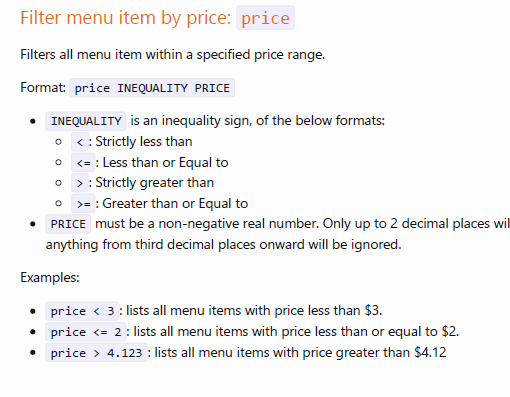 Filter menu item by price: price
Filters all menu item within a specified price range.
Format: price INEQUALITY PRICE
INEQUALITY is an inequality sign, of the below formats:
< : Strictly less than
<= : Less than or Equal to
> : Strictly greater than
>= : Greater than or Equal to
PRICE must be a non-negative real number. Only up to 2 decimal places wil
anything from third decimal places onward will be ignored.
Examples:
price < 3 : lists all menu items with price less than $3.
price <= 2 : lists all menu items with price less than or equal to $2.
price > 4.123 : lists all menu items with price greater than $4.12